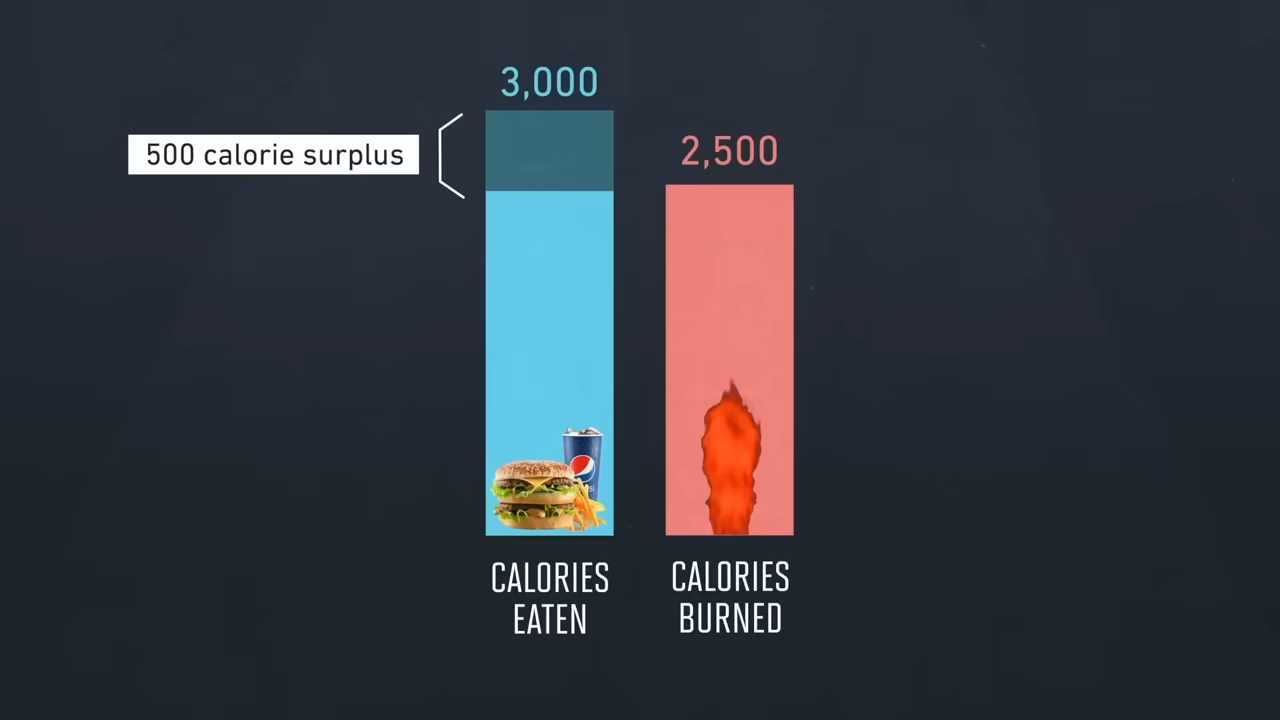 3,000
500 calorie surplus
2,500
CALORIES
EATEN
CALORIES
BURNED